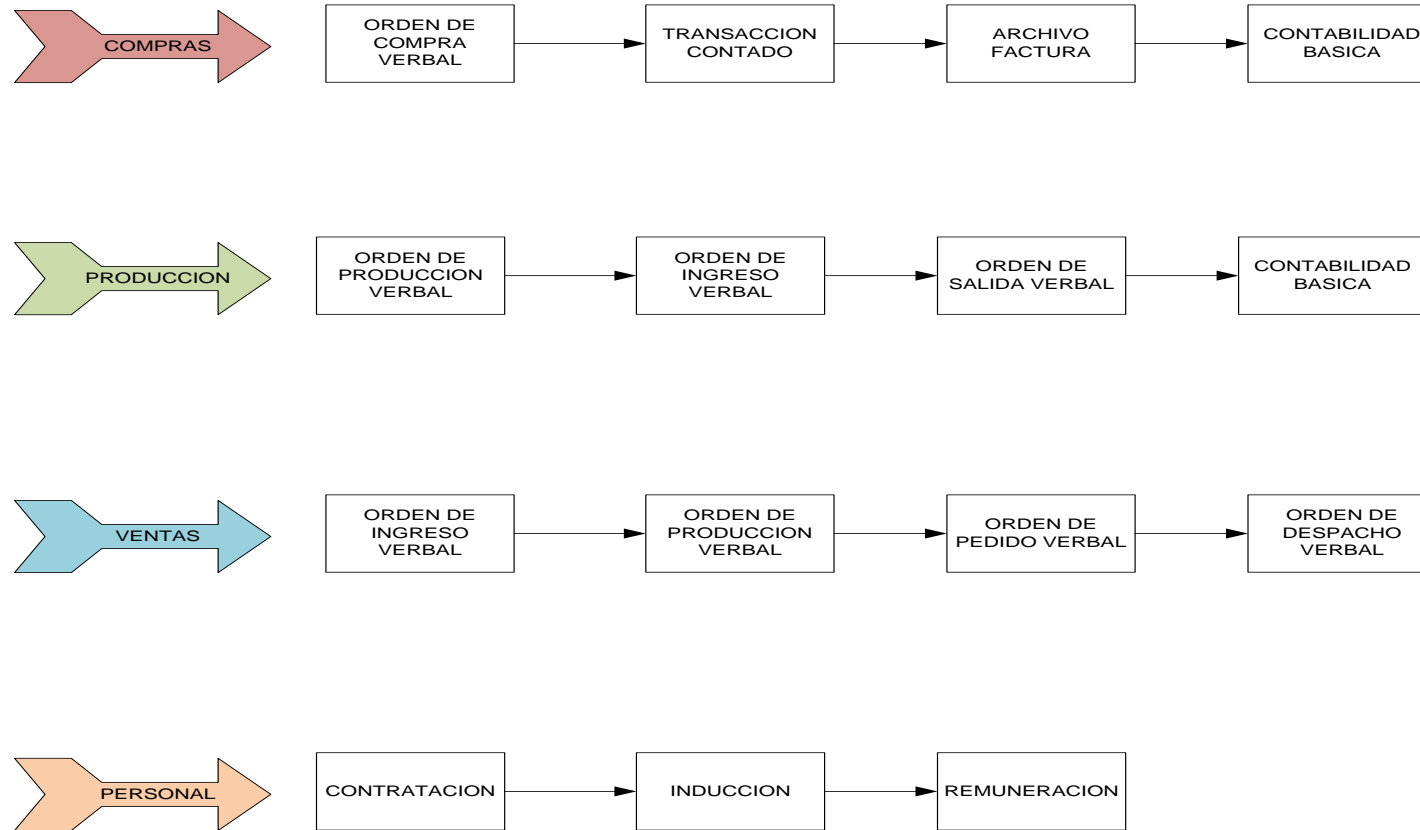 COMPRAS
ORDEN DE
COMPRA
VERBAL
TRANSACCION
CONTADO
ARCHIVO
FACTURA
CONTABILIDAD
BASICA
PRODUCCION
ORDEN DE
PRODUCCION
VERBAL
ORDEN DE
INGRESO
VERBAL
ORDEN DE
SALIDA VERBAL
CONTABILIDAD
BASICA
VENTAS
ORDEN DE
INGRESO
VERBAL
ORDEN DE
PRODUCCION
VERBAL
ORDEN DE
PEDIDO VERBAL
ORDEN DE
DESPACHO
VERBAL
PERSONAL
CONTRATACION
INDUCCION
REMUNERACION